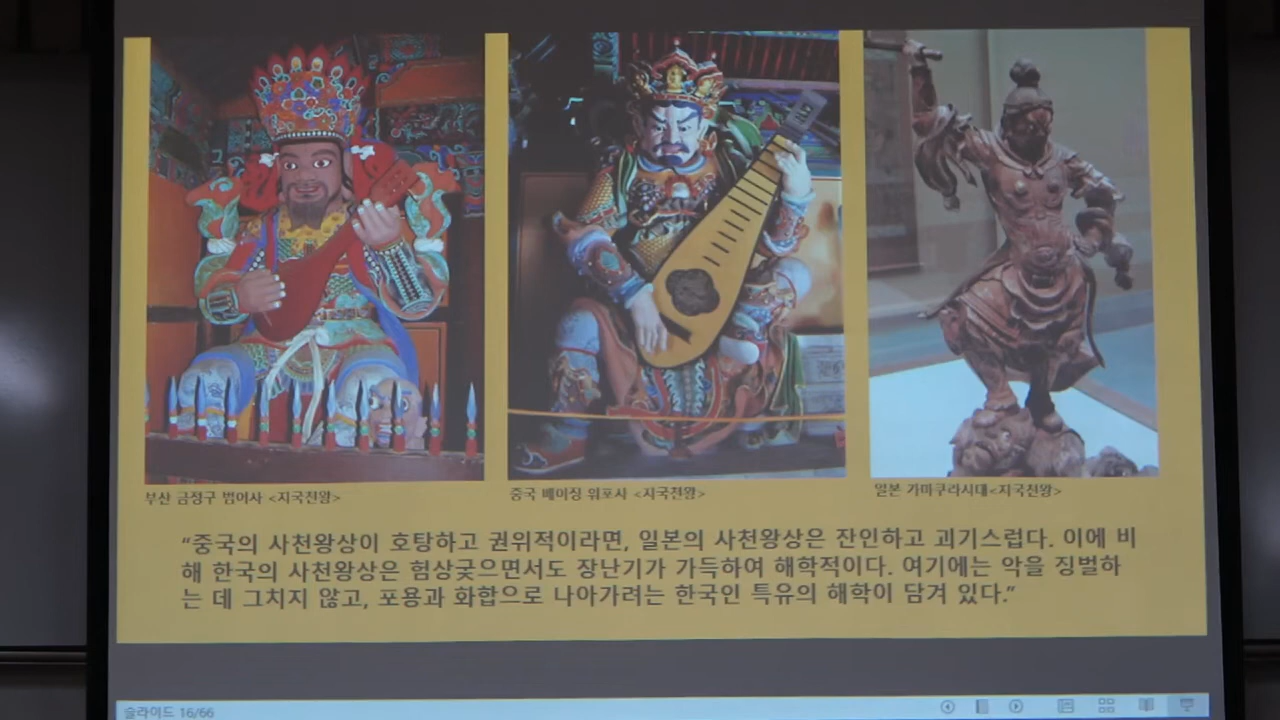 부산 금정구 범어사 <지국천왕>
중국 베이징 위포사 <지국천왕>
일본 가마쿠라시대<지국천왕>
“중국의 사천왕상이 호탕하고 권위적이라면, 일본의 사천왕상은 잔인하고 괴기스럽다. 이에 비
해 한국의 사천왕상은 험상궂으면서도 장난기가 가득하여 해학적이다. 여기에는 악을 징벌하
는 데 그치지 않고, 포용과 화합으로 나아가려는 한국인 특유의 해학이 담겨 있다.”
슬라이드 16/66